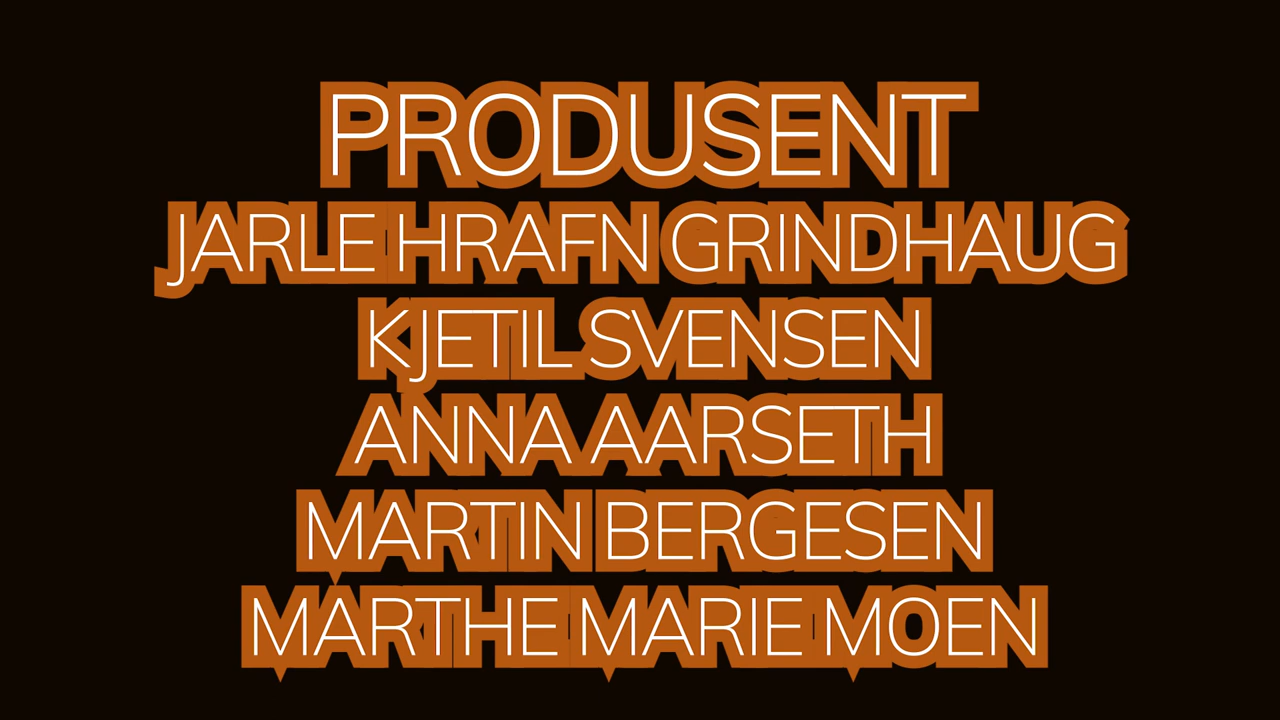 PRODUSENT
JARLE HRAFN GRINDHAUG
KJETIL SVENSEN
ANNA AARSETH
MARTIN BERGESEN
MARTHE MARIE MOEN